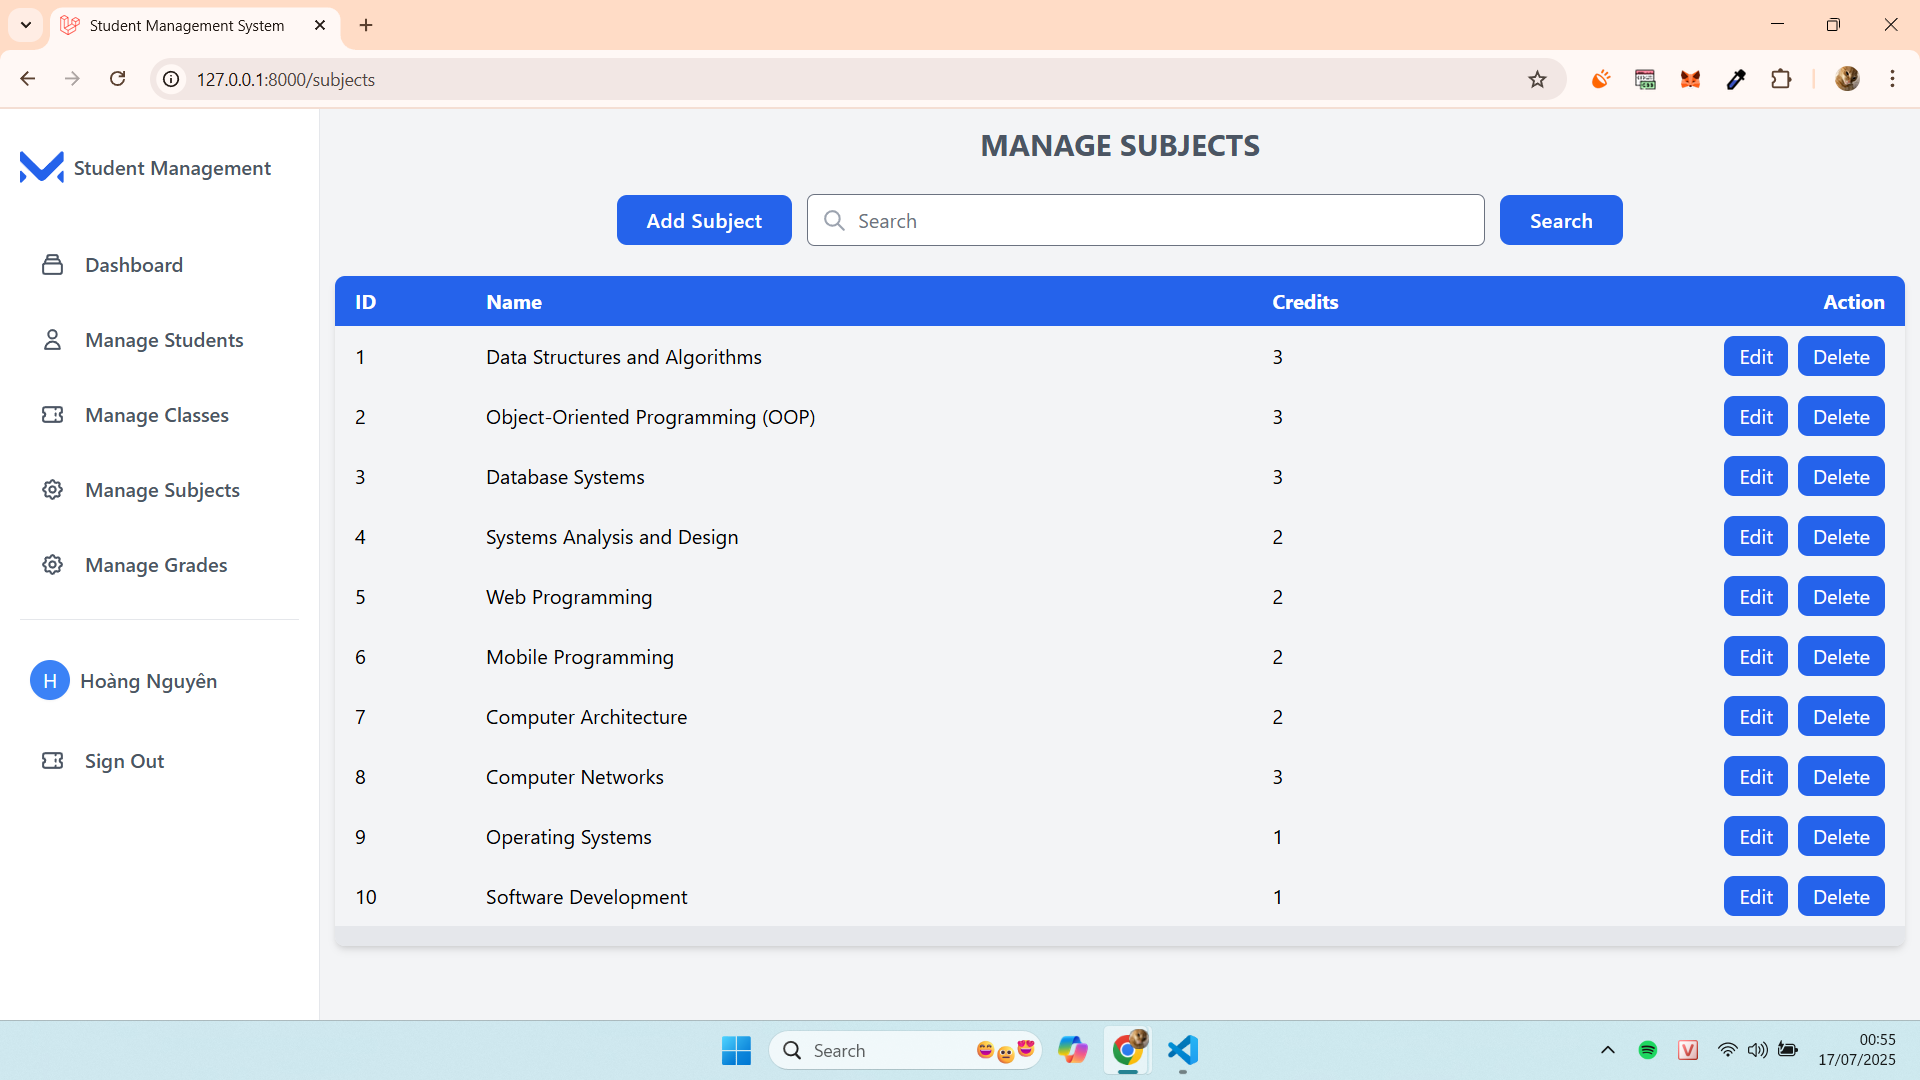 Student Management System
127.0.0.1:8000/subjects
Student Management
Dashboard
Manage Students
Manage Classes
Manage Subjects
Manage Grades
H Hoàng Nguyên
Sign Out
MANAGE SUBJECTS
Add Subject Search Search
ID Name Credits Action
1 Data Structures and Algorithms 3 Edit Delete
2 Object-Oriented Programming (OOP) 3 Edit Delete
3 Database Systems 3 Edit Delete
4 Systems Analysis and Design 2 Edit Delete
5 Web Programming 2 Edit Delete
6 Mobile Programming 2 Edit Delete
7 Computer Architecture 2 Edit Delete
8 Computer Networks 3 Edit Delete
9 Operating Systems 1 Edit Delete
10 Software Development 1 Edit Delete
Search
V
00:55
17/07/2025